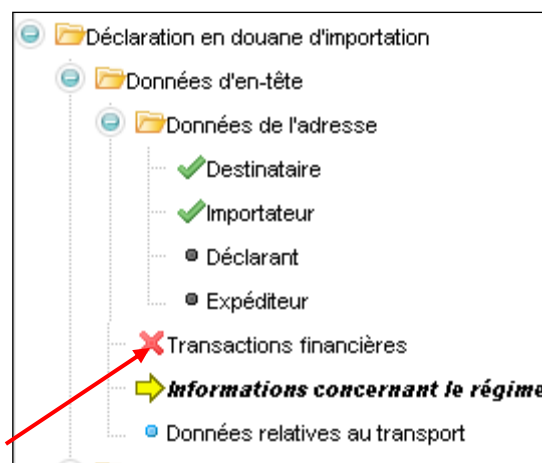 Déclaration en douane d'importation
Données d'en-tête
Données de l'adresse
Destinataire
Importateur
Déclarant
Expéditeur
Transactions financières
Informations concernant le régime
Données relatives au transport